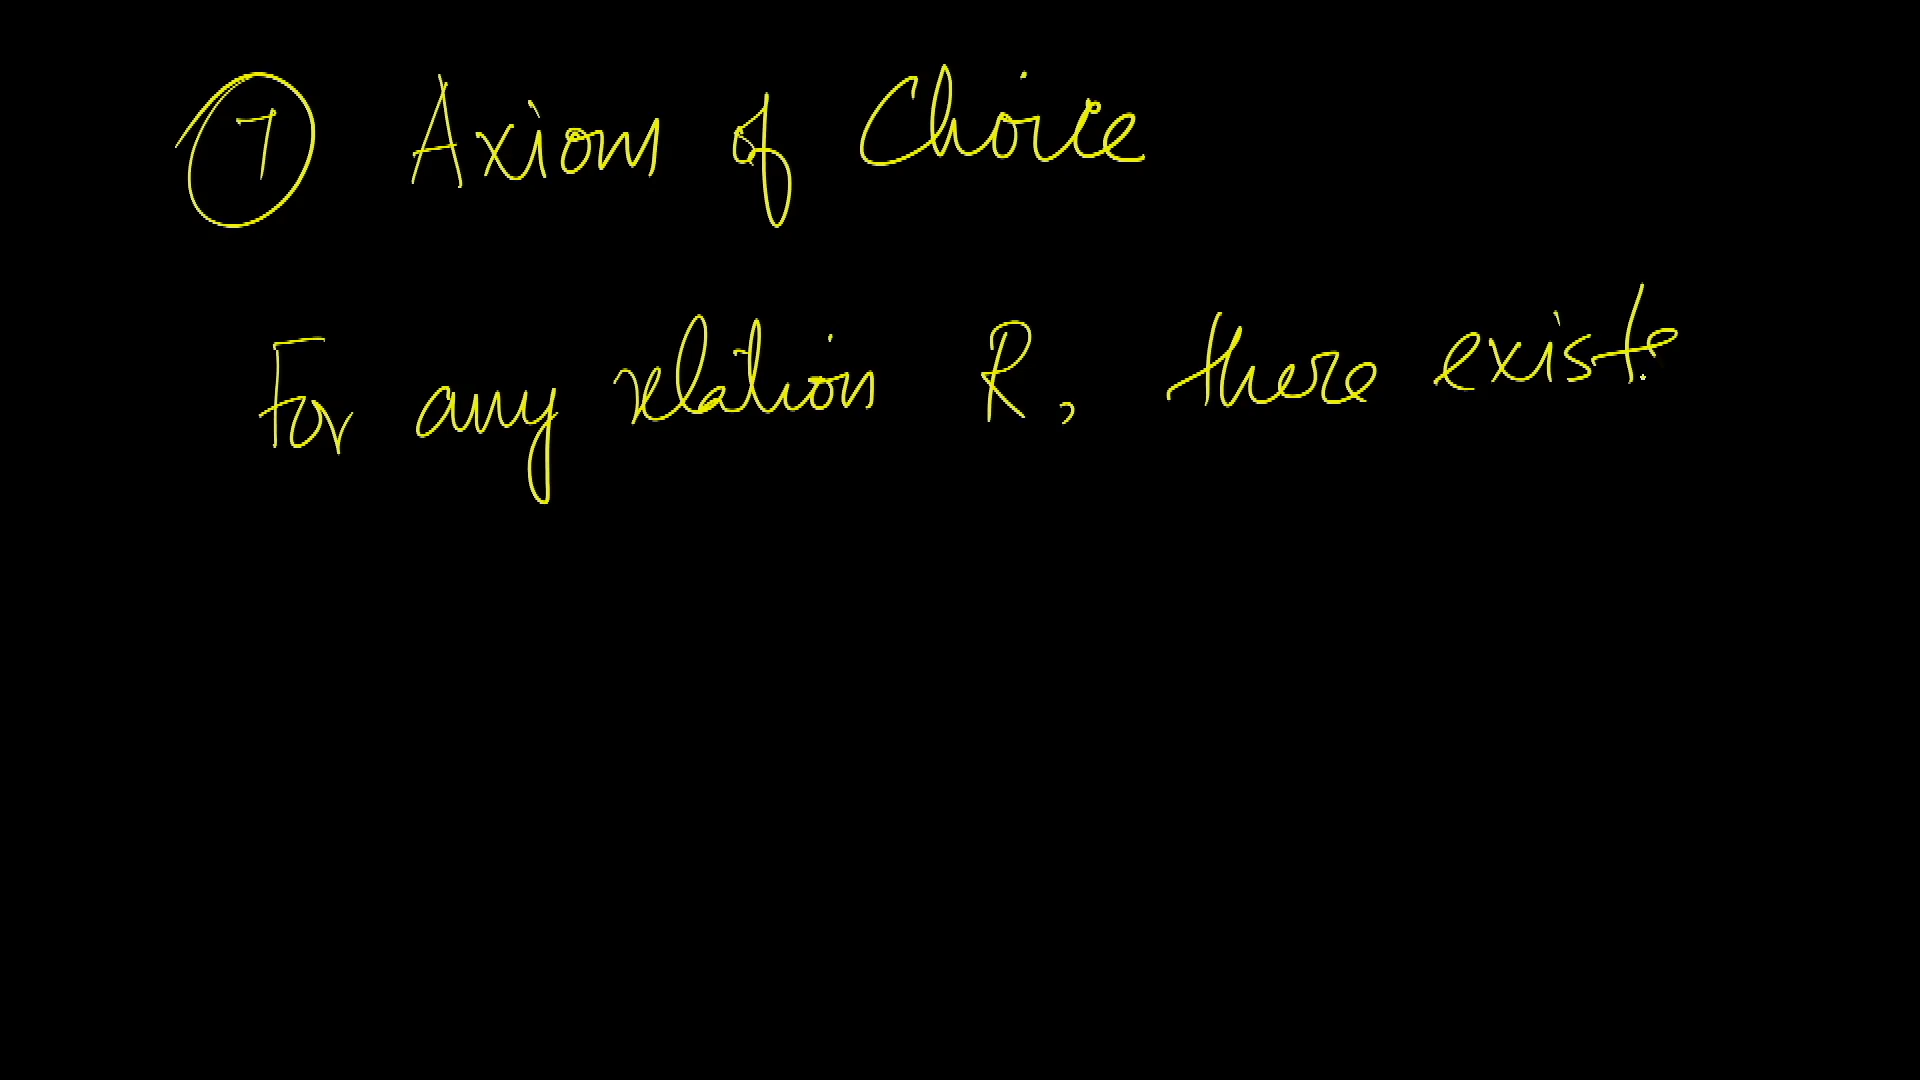 7 Axiom of Choice
For any relation R, there exists